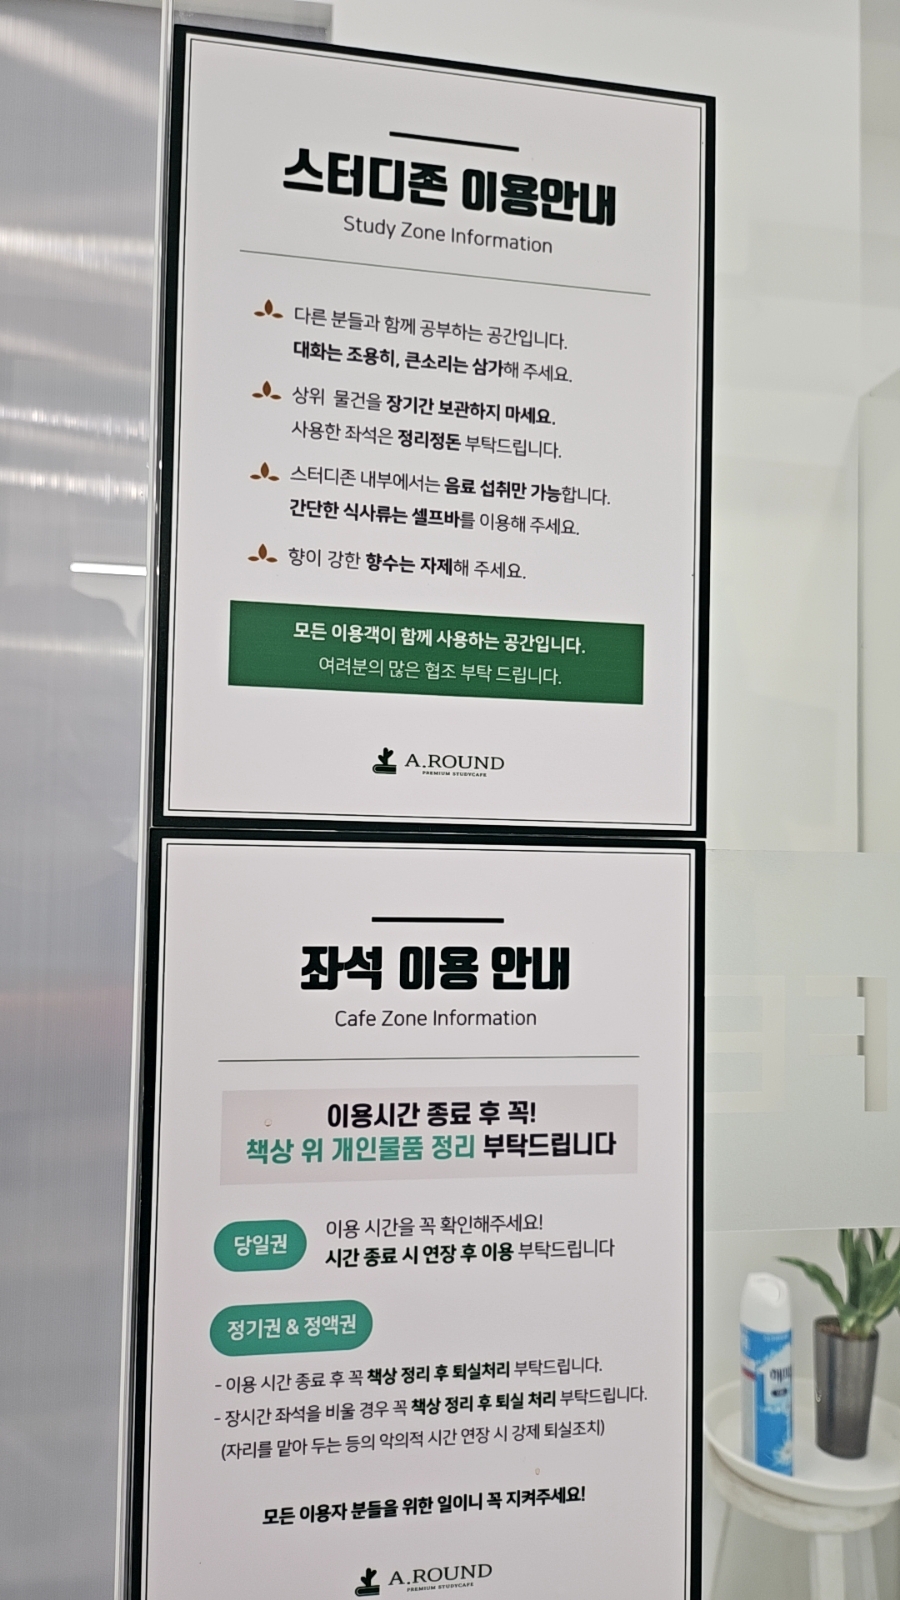 스터디존 이용안내
Study Zone Information
다른 분들과 함께 공부하는 공간입니다.
대화는 조용히, 큰소리는 삼가해 주세요.
상위 물건을 장기간 보관하지 마세요.
사용한 좌석은 정리정돈 부탁드립니다.
스터디존 내부에서는 음료 섭취만 가능합니다.
간단한 식사류는 셀프바를 이용해 주세요.
향이 강한 향수는 자제해 주세요.
모든 이용객이 함께 사용하는 공간입니다.
여려분의 많은 협조 부탁 드립니다.
A.ROUND
PREMIUM STUDYCAFE
좌석 이용 안내
Cafe Zone Information
이용시간 종료 후 꼭!
책상 위 개인물품 정리 부탁드립니다
당일권
이용 시간을 꼭 확인해주세요!
시간 종료 시 연장 후 이용 부탁드립니다
정기권 & 정액권
- 이용 시간 종료 후 꼭 책상 정리 후 퇴실처리 부탁드립니다.
- 장시간 좌석을 비울 경우 꼭 책상 정리 후 퇴실 처리 부탁드립니다.
(자리를 맡아 두는 등의 악의적 시간 연장 시 강제 퇴실조치)
모든 이용자 분들을 위한 일이니 꼭 지켜주세요!
A.ROUND
PREMIUM STUDYCAFE